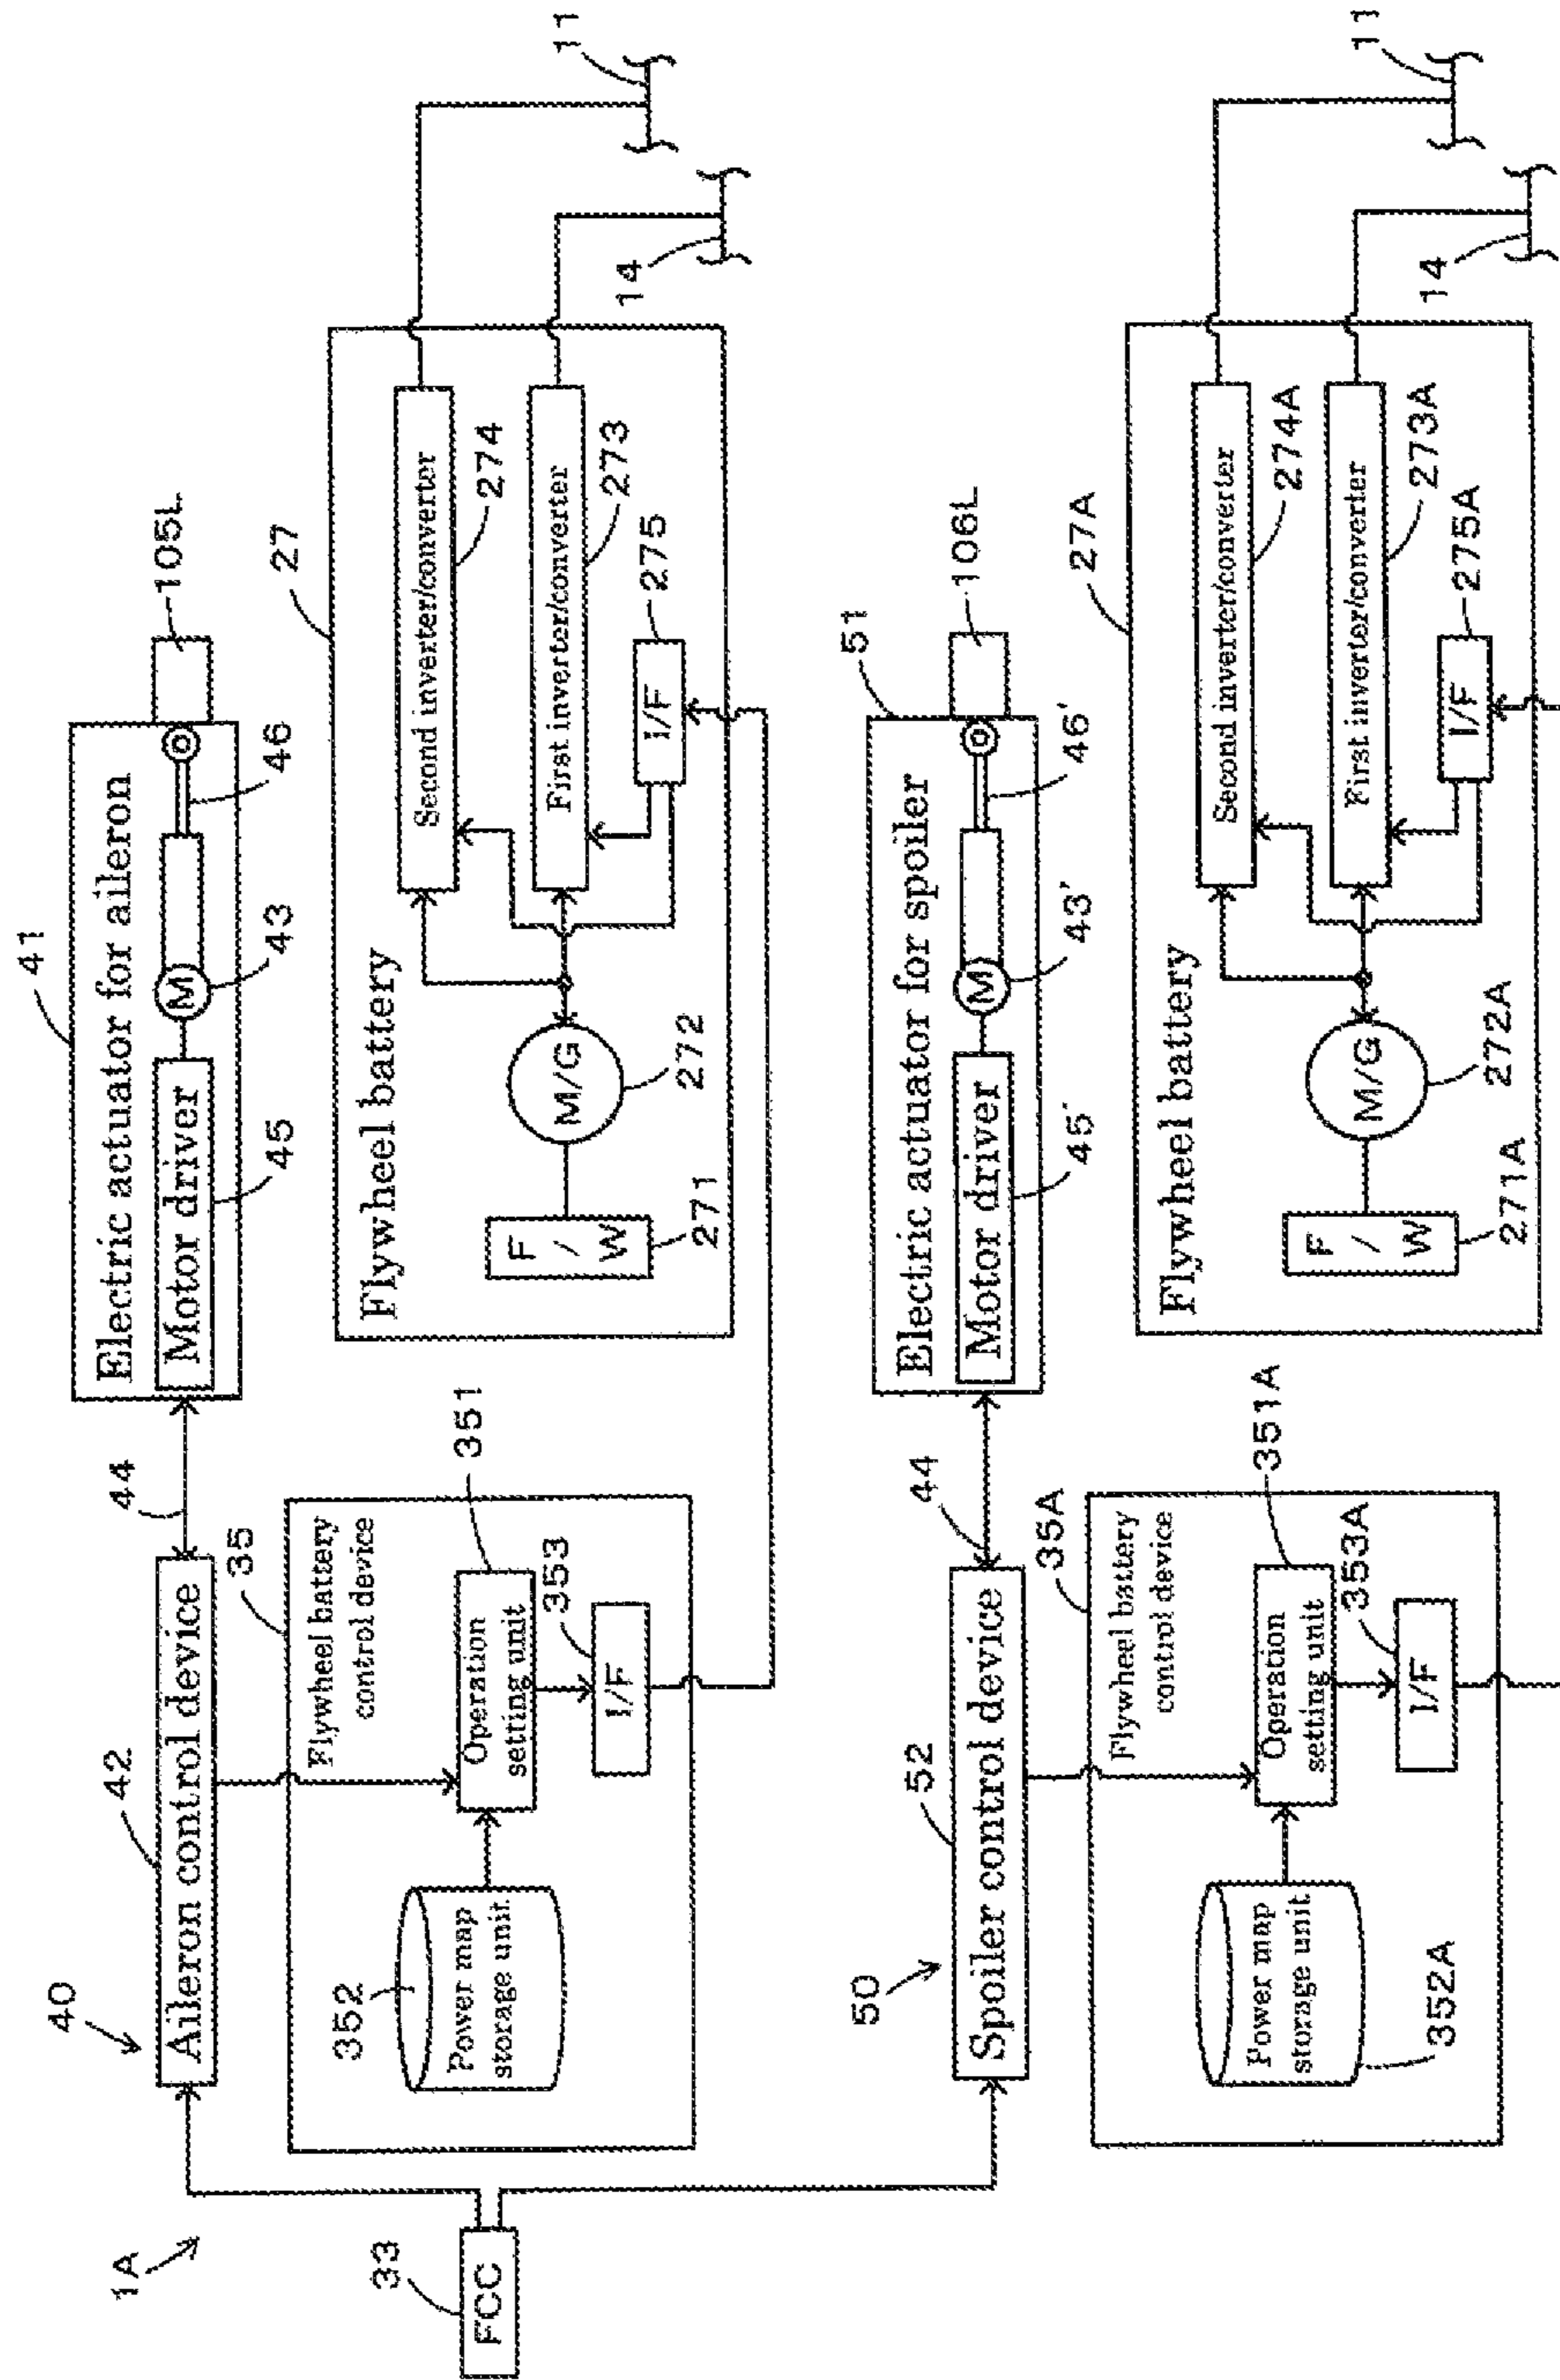 1A
33
FCC
40
42
Aileron control device
44
41
Electric actuator for aileron
Motor driver
45
M
43
46
105L
35
Flywheel battery
control device
352
Power map
storage unit
Operation
setting unit
351
353
I/F
27
Flywheel battery
F
/
W
271
M/G
272
Second inverter/converter
274
First inverter/converter
273
I/F
275
14
11
50
52
Spoiler control device
44
51
Electric actuator for spoiler
Motor driver
45'
M
43'
46'
106L
35A
Flywheel battery
control device
Power map
storage unit
352A
Operation
setting unit
351A
353A
I/F
27A
Flywheel battery
F
/
W
271A
M/G
272A
Second inverter/converter
274A
First inverter/converter
273A
I/F
275A
14
11